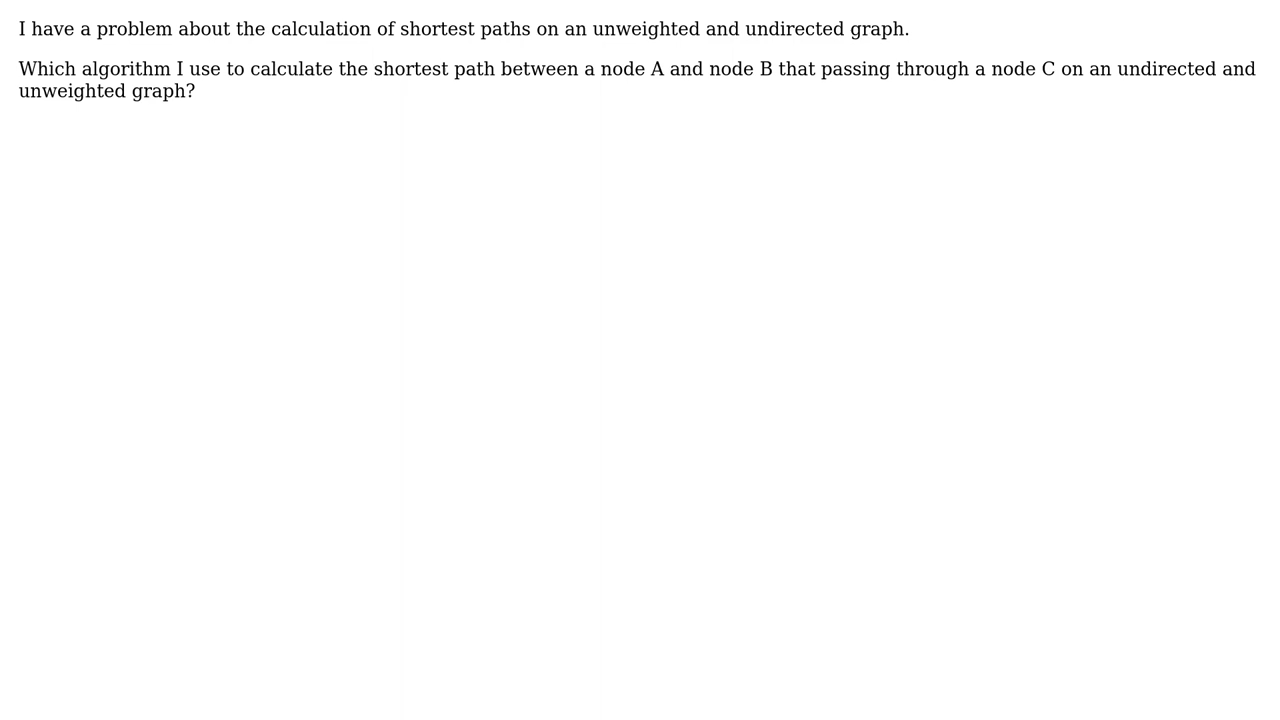 I have a problem about the calculation of shortest paths on an unweighted and undirected graph.
Which algorithm I use to calculate the shortest path between a node A and node B that passing through a node C on an undirected and
unweighted graph?